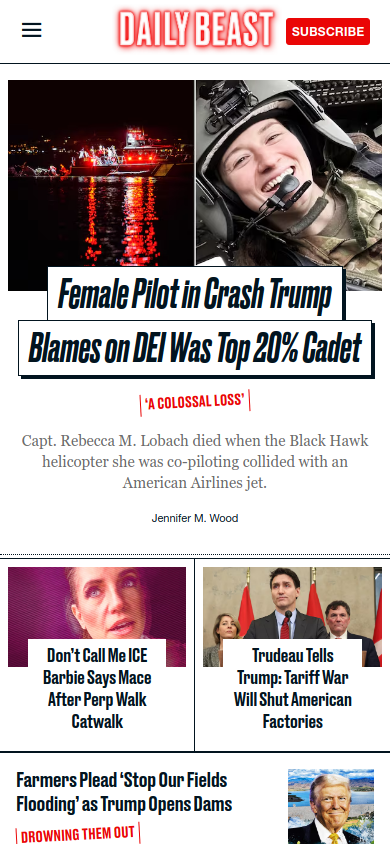 DAILY BEAST
SUBSCRIBE
Female Pilot in Crash Trump
Blames on DEI Was Top 20% Cadet
‘A COLOSSAL LOSS’
Capt. Rebecca M. Lobach died when the Black Hawk
helicopter she was co-piloting collided with an
American Airlines jet.
Jennifer M. Wood
Don’t Call Me ICE
Barbie Says Mace
After Perp Walk
Catwalk
Trudeau Tells
Trump: Tariff War
Will Shut American
Factories
Farmers Plead ‘Stop Our Fields
Flooding’ as Trump Opens Dams
DROWNING THEM OUT